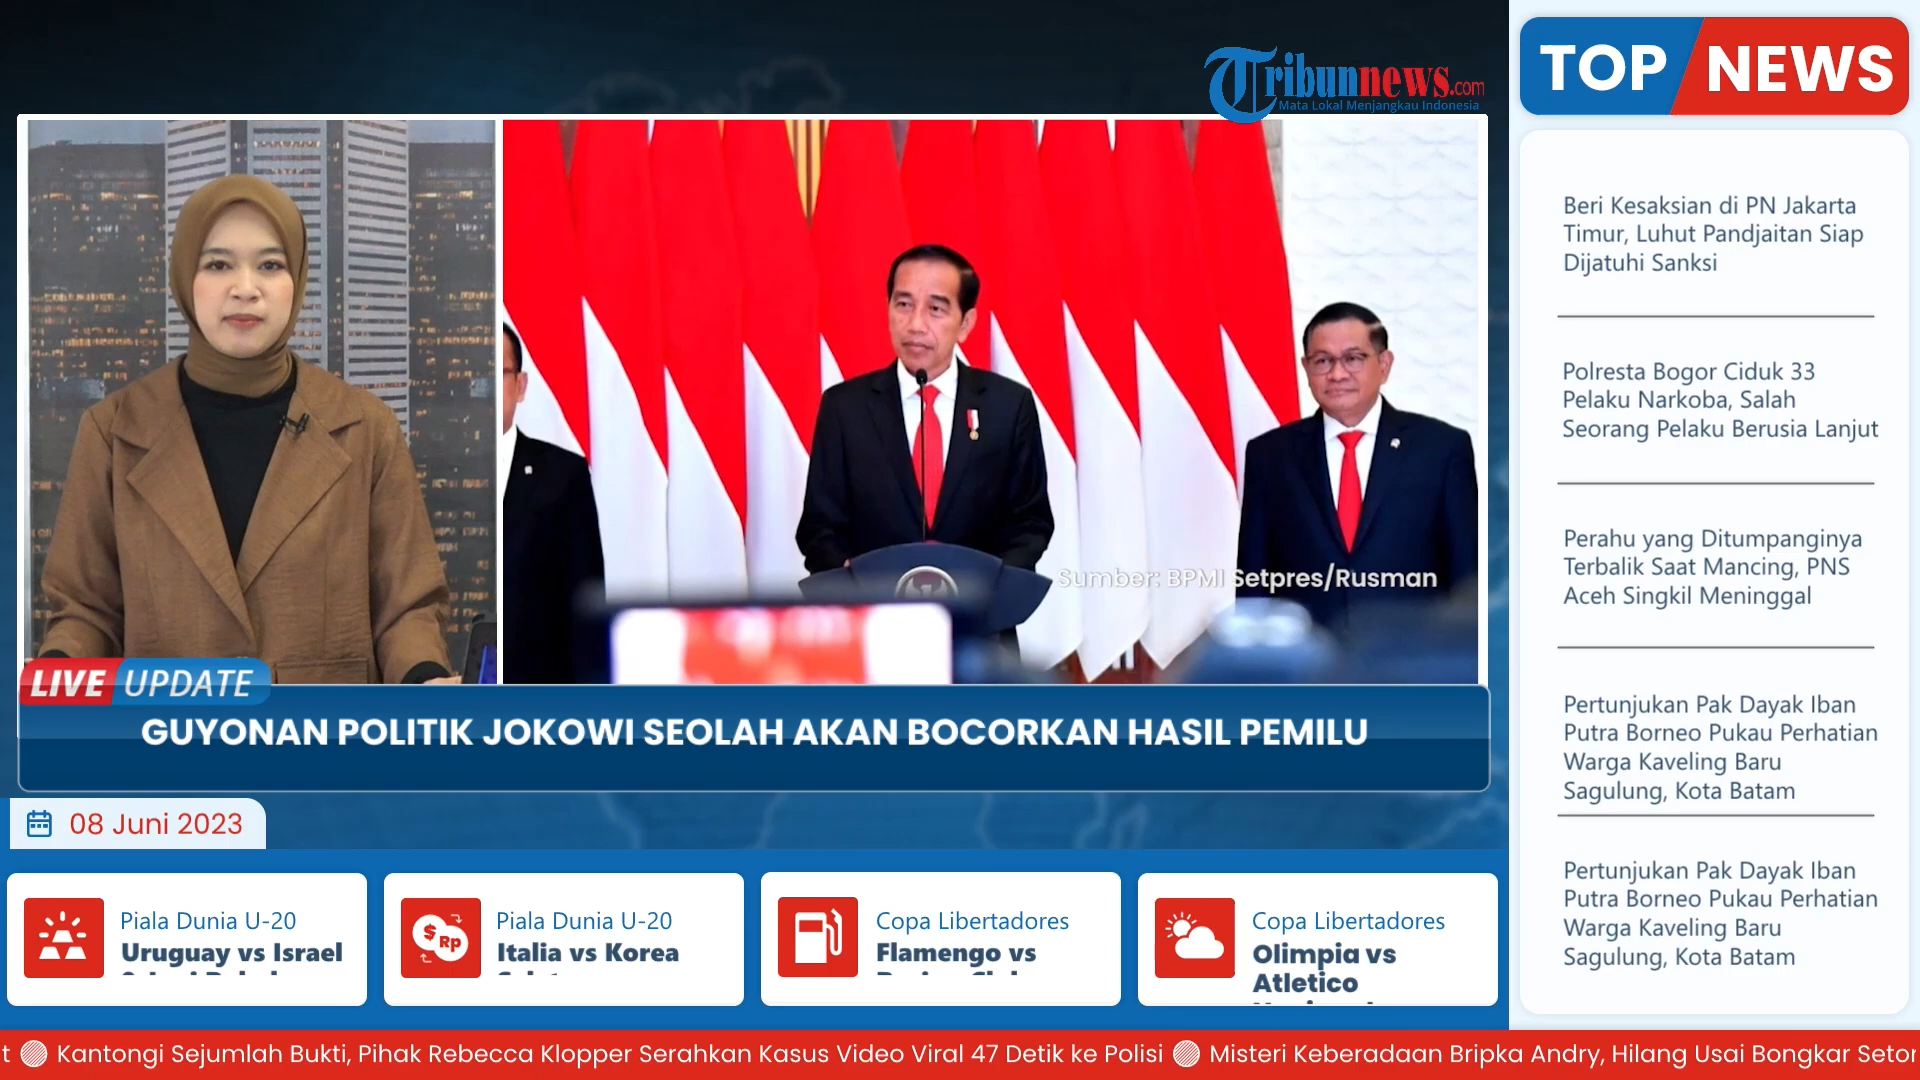 Tribunnews.com
Mata Lokal Menjangkau Indonesia
TOP NEWS
Beri Kesaksian di PN Jakarta
Timur, Luhut Pandjaitan Siap
Dijatuhi Sanksi
Polresta Bogor Ciduk 33
Pelaku Narkoba, Salah
Seorang Pelaku Berusia Lanjut
Perahu yang Ditumpanginya
Terbalik Saat Mancing, PNS
Aceh Singkil Meninggal
Pertunjukan Pak Dayak Iban
Putra Borneo Pukau Perhatian
Warga Kaveling Baru
Sagulung, Kota Batam
Pertunjukan Pak Dayak Iban
Putra Borneo Pukau Perhatian
Warga Kaveling Baru
Sagulung, Kota Batam
Sumber: BPMI Setpres/Rusman
LIVE UPDATE
GUYONAN POLITIK JOKOWI SEOLAH AKAN BOCORKAN HASIL PEMILU
08 Juni 2023
Piala Dunia U-20
Uruguay vs Israel
$ Rp
Piala Dunia U-20
Italia vs Korea
Copa Libertadores
Flamengo vs
Copa Libertadores
Olimpia vs
Atletico
t Kantongi Sejumlah Bukti, Pihak Rebecca Klopper Serahkan Kasus Video Viral 47 Detik ke Polisi Misteri Keberadaan Bripka Andry, Hilang Usai Bongkar Setor